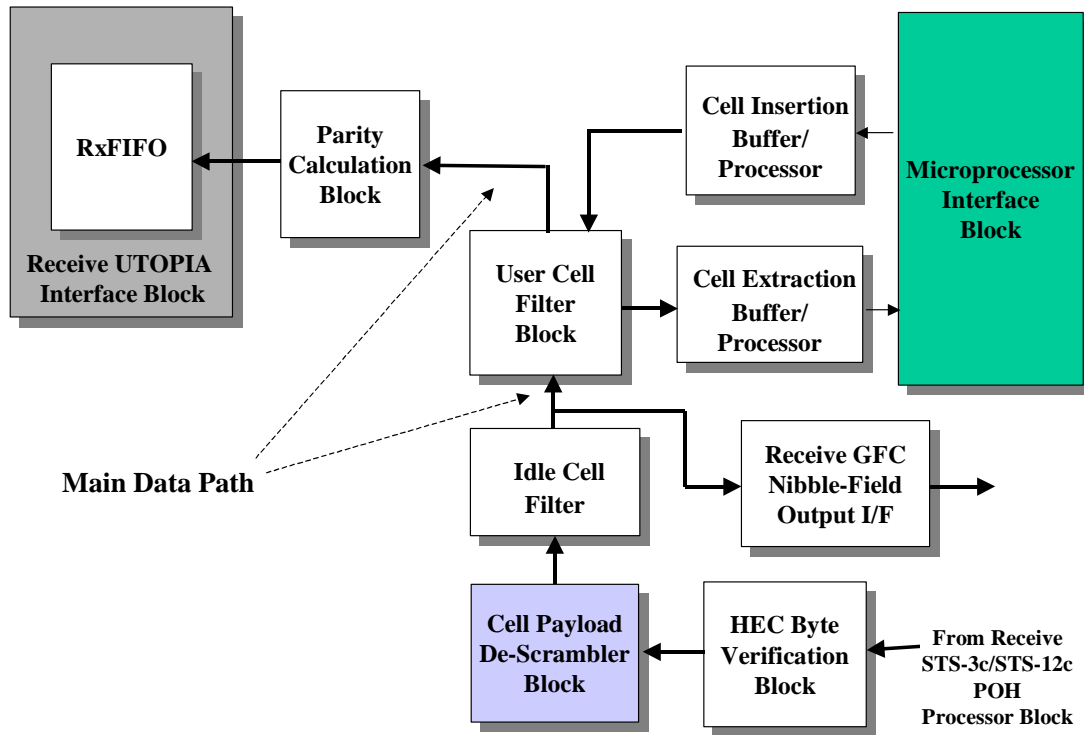 RxFIFO
Receive UTOPIA
Interface Block
Parity
Calculation
Block
Cell Insertion
Buffer/
Processor
Microprocessor
Interface
Block
User Cell
Filter
Block
Cell Extraction
Buffer/
Processor
Main Data Path
Idle Cell
Filter
Receive GFC
Nibble-Field
Output I/F
Cell Payload
De-Scrambler
Block
HEC Byte
Verification
Block
From Receive
STS-3c/STS-12c
POH
Processor Block